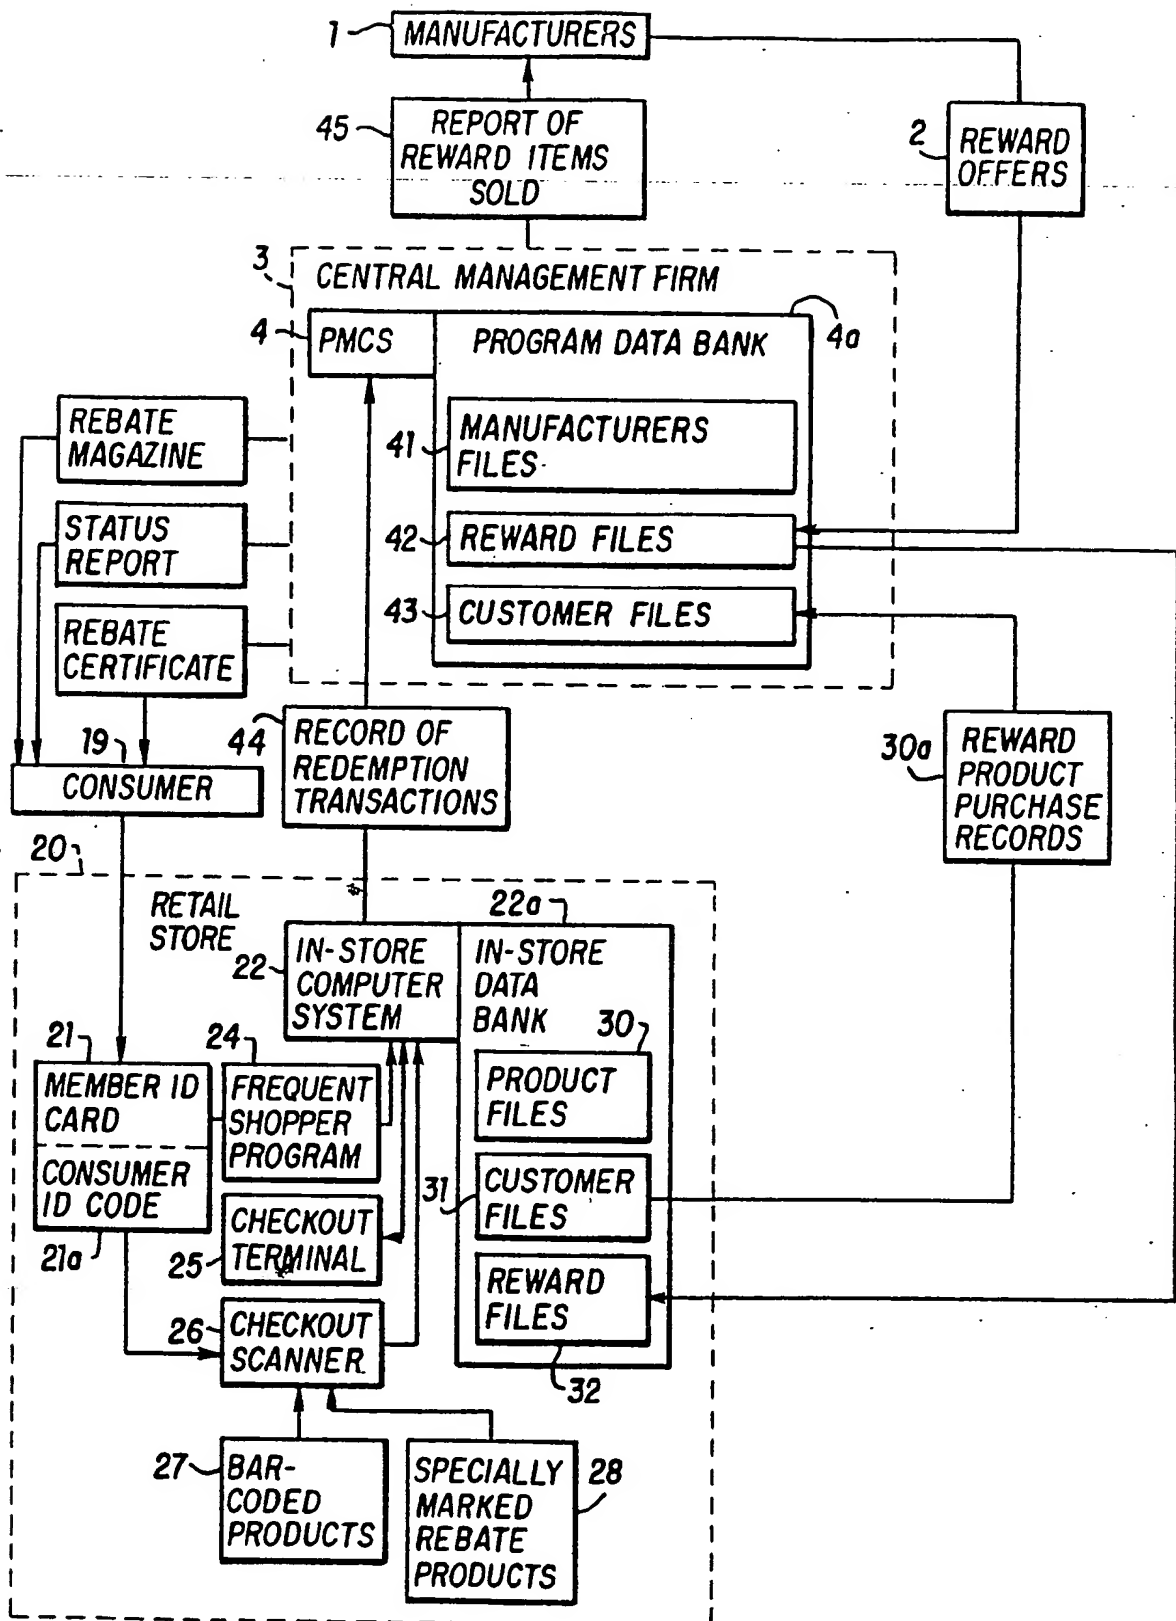 1
MANUFACTURERS
45
REPORT OF
REWARD ITEMS
SOLD
2
REWARD
OFFERS
3
CENTRAL MANAGEMENT FIRM
4
PMCS
PROGRAM DATA BANK
4a
REBATE
MAGAZINE
41
MANUFACTURERS
FILES
STATUS
REPORT
42
REWARD FILES
REBATE
CERTIFICATE
43
CUSTOMER FILES
19
CONSUMER
44
RECORD OF
REDEMPTION
TRANSACTIONS
30a
REWARD
PRODUCT
PURCHASE
RECORDS
20
RETAIL
STORE
22
IN-STORE
COMPUTER
SYSTEM
22a
IN-STORE
DATA
BANK
21
MEMBER ID
CARD
CONSUMER
ID CODE
21a
24
FREQUENT
SHOPPER
PROGRAM
30
PRODUCT
FILES
25
CHECKOUT
TERMINAL
31
CUSTOMER
FILES
26
CHECKOUT
SCANNER
REWARD
FILES
32
27
BAR-
CODED
PRODUCTS
SPECIALLY
MARKED
REBATE
PRODUCTS
28